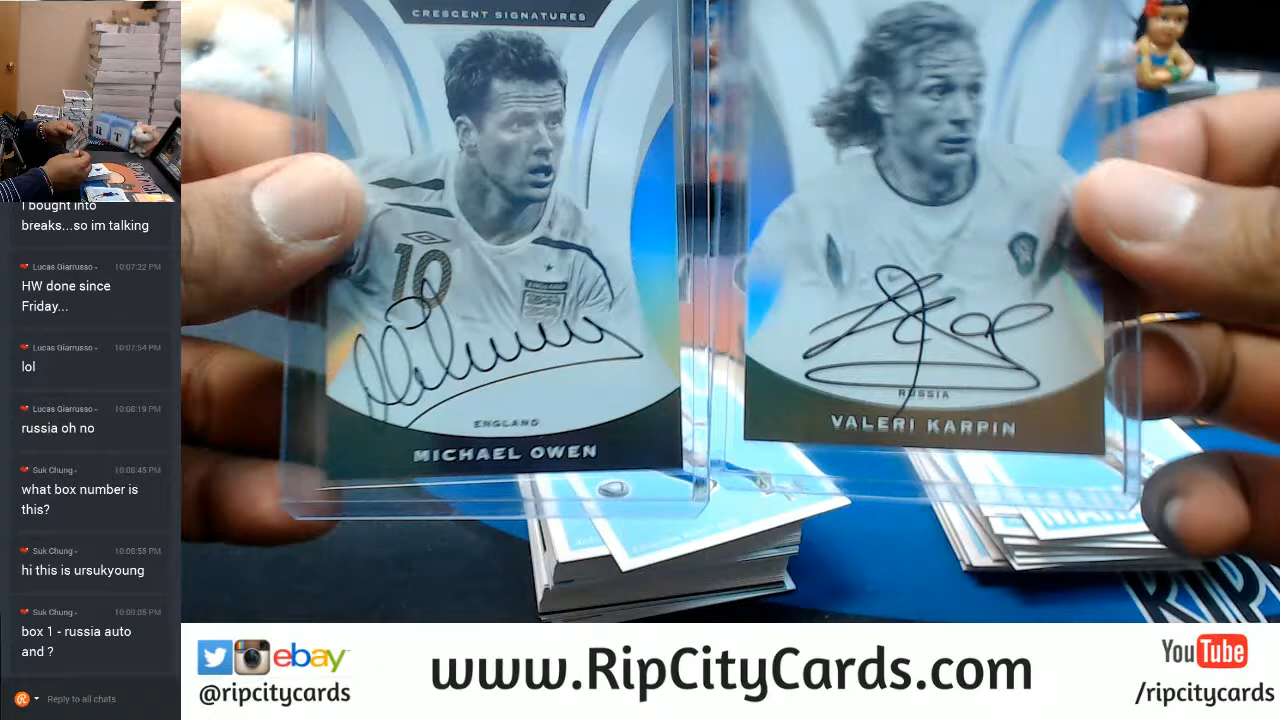 I bought into
breaks...so im talking
Lucas Giarrusso - 10:07:22 PM
HW done since
Friday...
Lucas Giarrusso - 10:07:54 PM
lol
Lucas Giarrusso - 10:08:19 PM
russia oh no
Suk Chung - 10:08:45 PM
what box number is
this?
Suk Chung - 10:08:55 PM
hi this is ursukyoung
Suk Chung - 10:09:05 PM
box 1 - russia auto
and ?
Reply to all chats
CRESCENT SIGNATURES
10
ENGLAND
ENGLAND
MICHAEL OWEN
RUSSIA
VALERI KARPIN
RIP
ebay
@ripcitycards
www.RipCityCards.com
YouTube
/ripcitycards